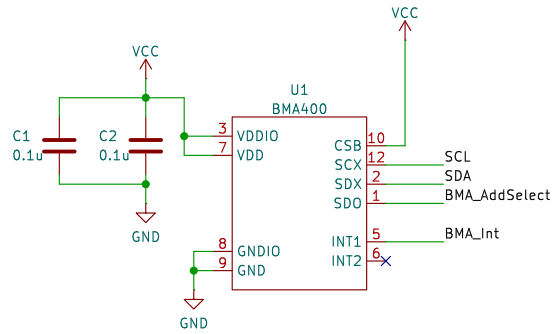 VCC
VCC
U1
BMA400
C1
0.1u
C2
0.1u
3 VDDIO
7 VDD
CSB 10
SCX 12 SCL
SDX 2 SDA
SDO 1 BMA_AddSelect
GND
INT1 5 BMA_Int
8 GNDIO
INT2 6
9 GND
GND